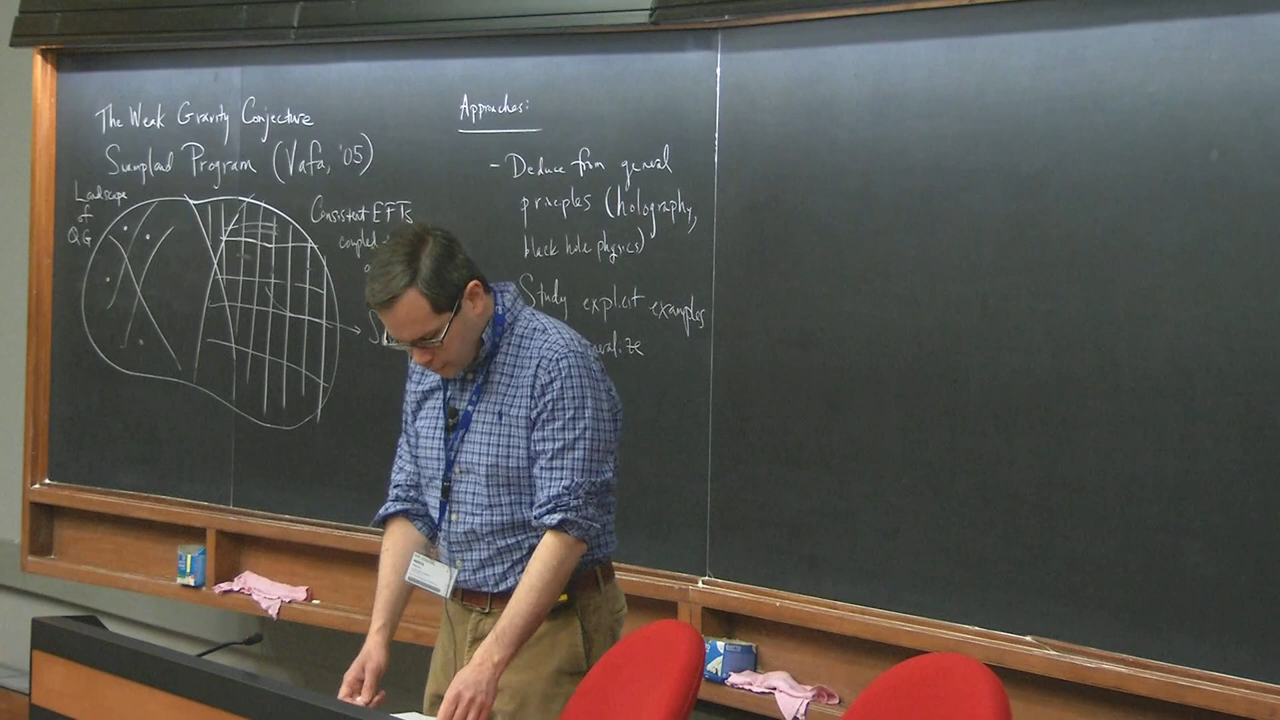 The Weak Gravity Conjecture
Swampland Program (Vafa, '05)
Landscape
of
QG
Consistent EFTs
coupled
Approaches:
- Deduce from general
principles (holography,
black hole physics)
Study explicit examples